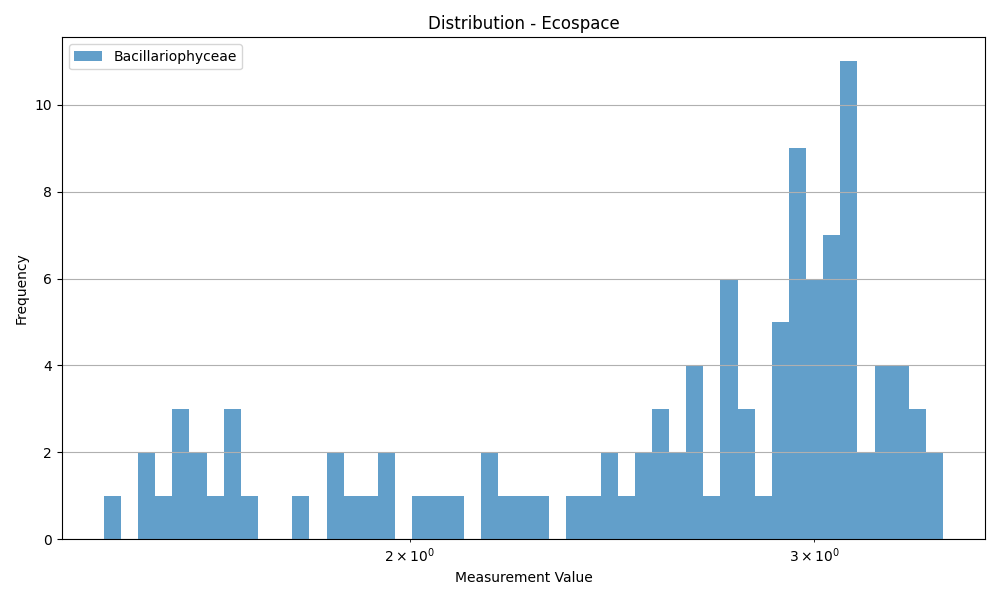 Distribution - Ecospace
Bacillariophyceae
10
8
6
4
2
0
Frequency
2 × 10⁰
3 × 10⁰
Measurement Value